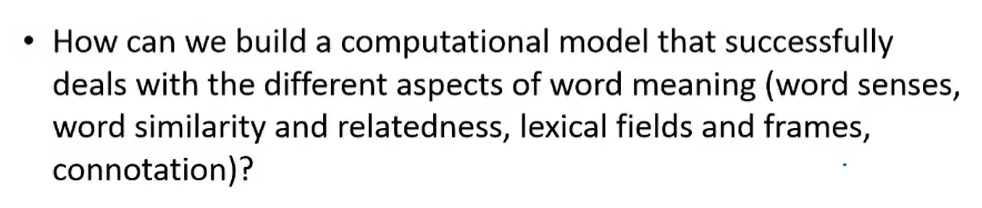 • How can we build a computational model that successfully
deals with the different aspects of word meaning (word senses,
word similarity and relatedness, lexical fields and frames,
connotation)?